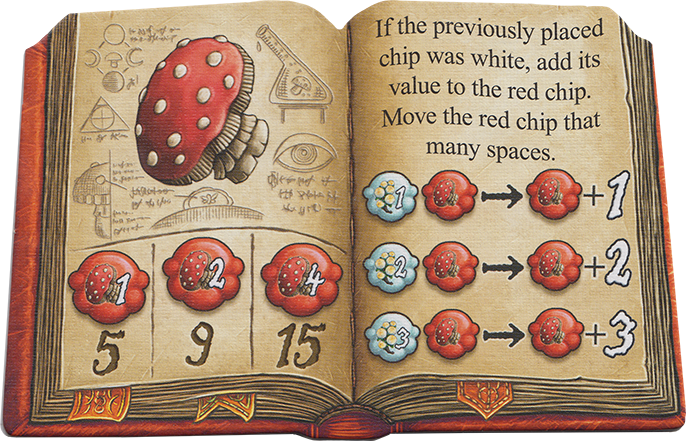 1 2 4
5 9 15
If the previously placed
chip was white, add its
value to the red chip.
Move the red chip that
many spaces.
1 → +1
2 → +2
3 → +3